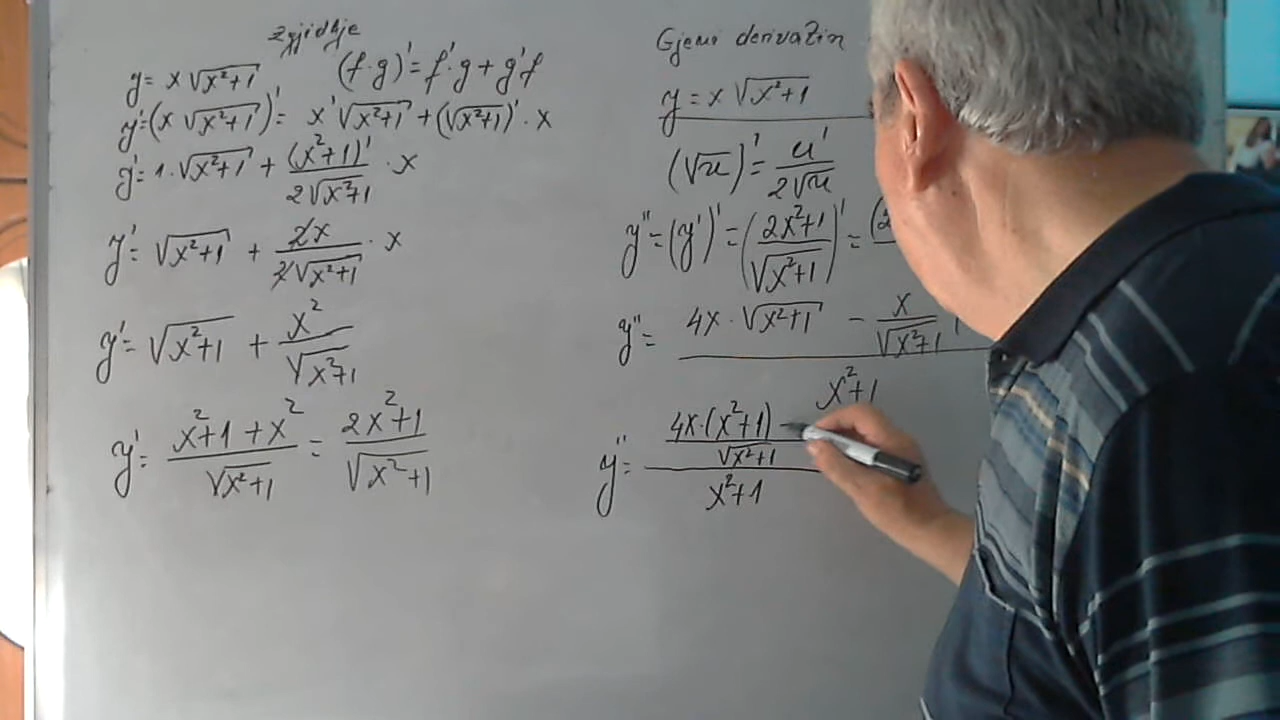 Zgjidhje
y = x √(x²+1)   (f·g)' = f'·g + g'f
y' = (x √(x²+1))' = x' √(x²+1) + (√(x²+1))' · x
y' = 1·√(x²+1) + (x²+1)'/(2√(x²+1)) · x
y' = √(x²+1) + 2x/(2√(x²+1)) · x
y' = √(x²+1) + x²/√(x²+1)
y' = (x²+1+x²)/√(x²+1) = (2x²+1)/√(x²+1)
Gjeni derivatin
y = x √(x²+1)
(√u)' = u'/(2√u)
y'' = (y')' = ((2x²+1)/√(x²+1))' = (2
y'' = (4x · √(x²+1) − x/√(x²+1)
x²+1
y'' = (4x·(x²+1) −
√(x²+1)
x²+1